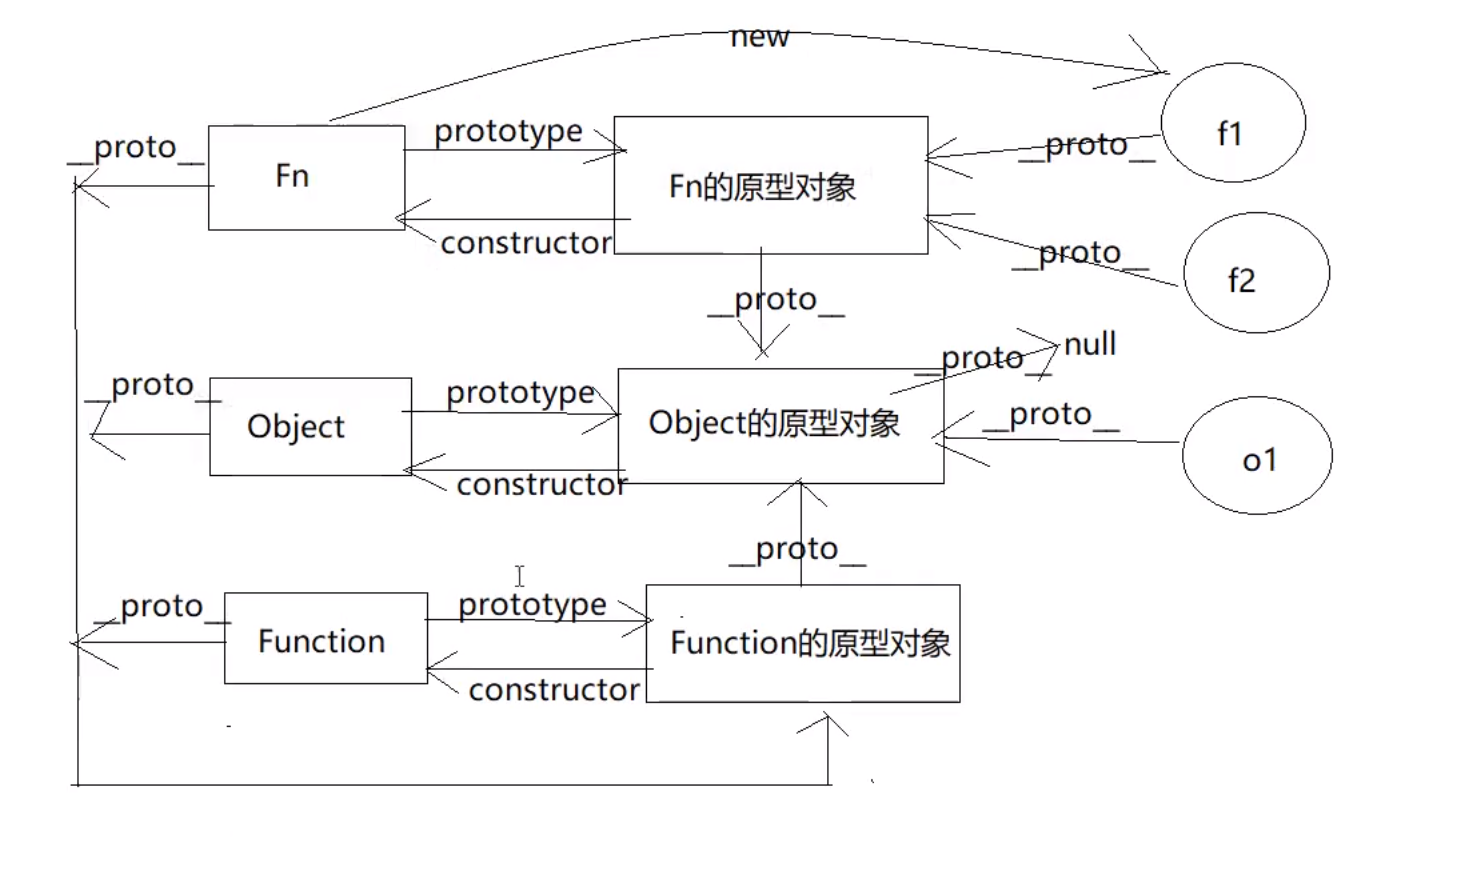 new
__proto__
prototype
Fn
Fn的原型对象
__proto__
f1
constructor
__proto__
f2
__proto__
__proto__
null
__proto__
prototype
Object
Object的原型对象
__proto__
o1
constructor
__proto__
__proto__
prototype
Function
Function的原型对象
constructor